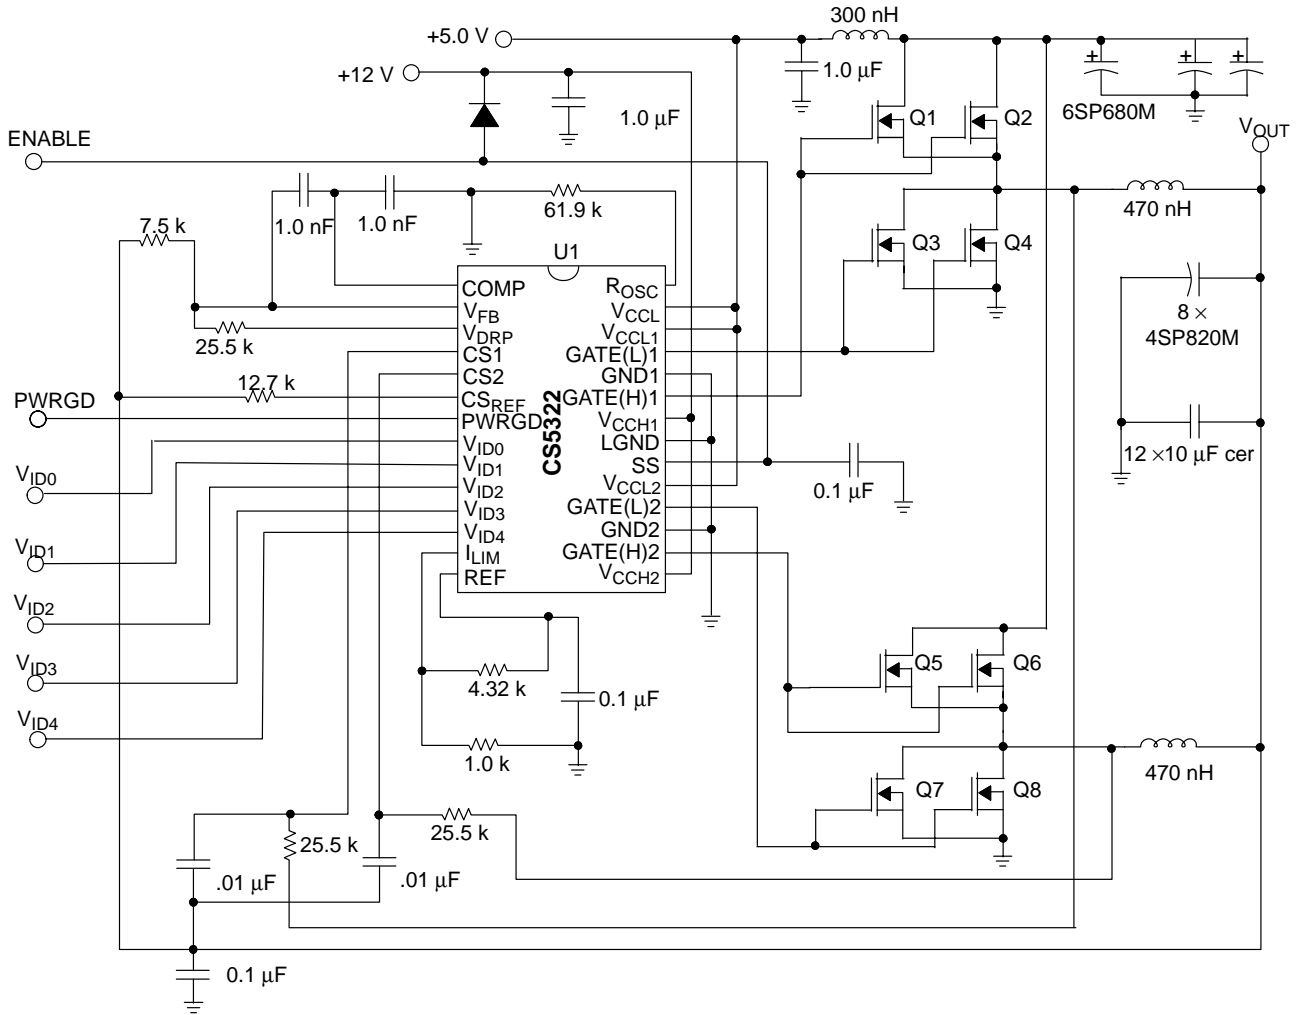 300 nH
+5.0 V
+12 V
1.0 μF
1.0 μF
6SP680M
Q1
Q2
ENABLE
VOUT
61.9 k
1.0 nF
1.0 nF
7.5 k
470 nH
Q3
Q4
U1
COMP
VFB
VDRP
CS1
CS2
CSREF
PWRGD
VID0
VID1
VID2
VID3
VID4
ILIM
REF
CS5322
ROSC
VCCL
VCCL1
GATE(L)1
GND1
GATE(H)1
VCCH1
LGND
SS
VCCL2
GATE(L)2
GND2
GATE(H)2
VCCH2
25.5 k
12.7 k
PWRGD
VID0
VID1
VID2
VID3
VID4
8 ×
4SP820M
12 ×10 μF cer
0.1 μF
4.32 k
0.1 μF
1.0 k
Q5
Q6
470 nH
Q7
Q8
25.5 k
25.5 k
.01 μF
.01 μF
0.1 μF